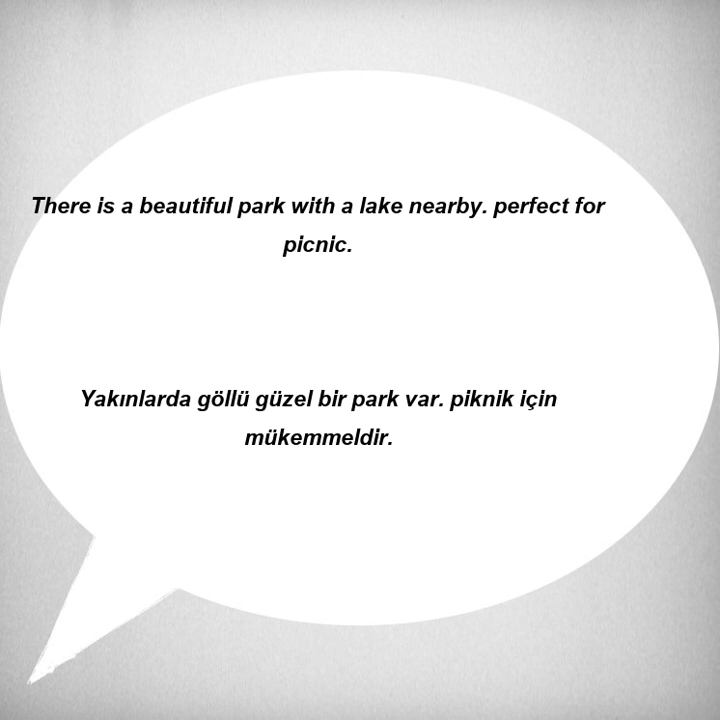 There is a beautiful park with a lake nearby. perfect for
picnic.
Yakınlarda göllü güzel bir park var. piknik için
mükemmeldir.